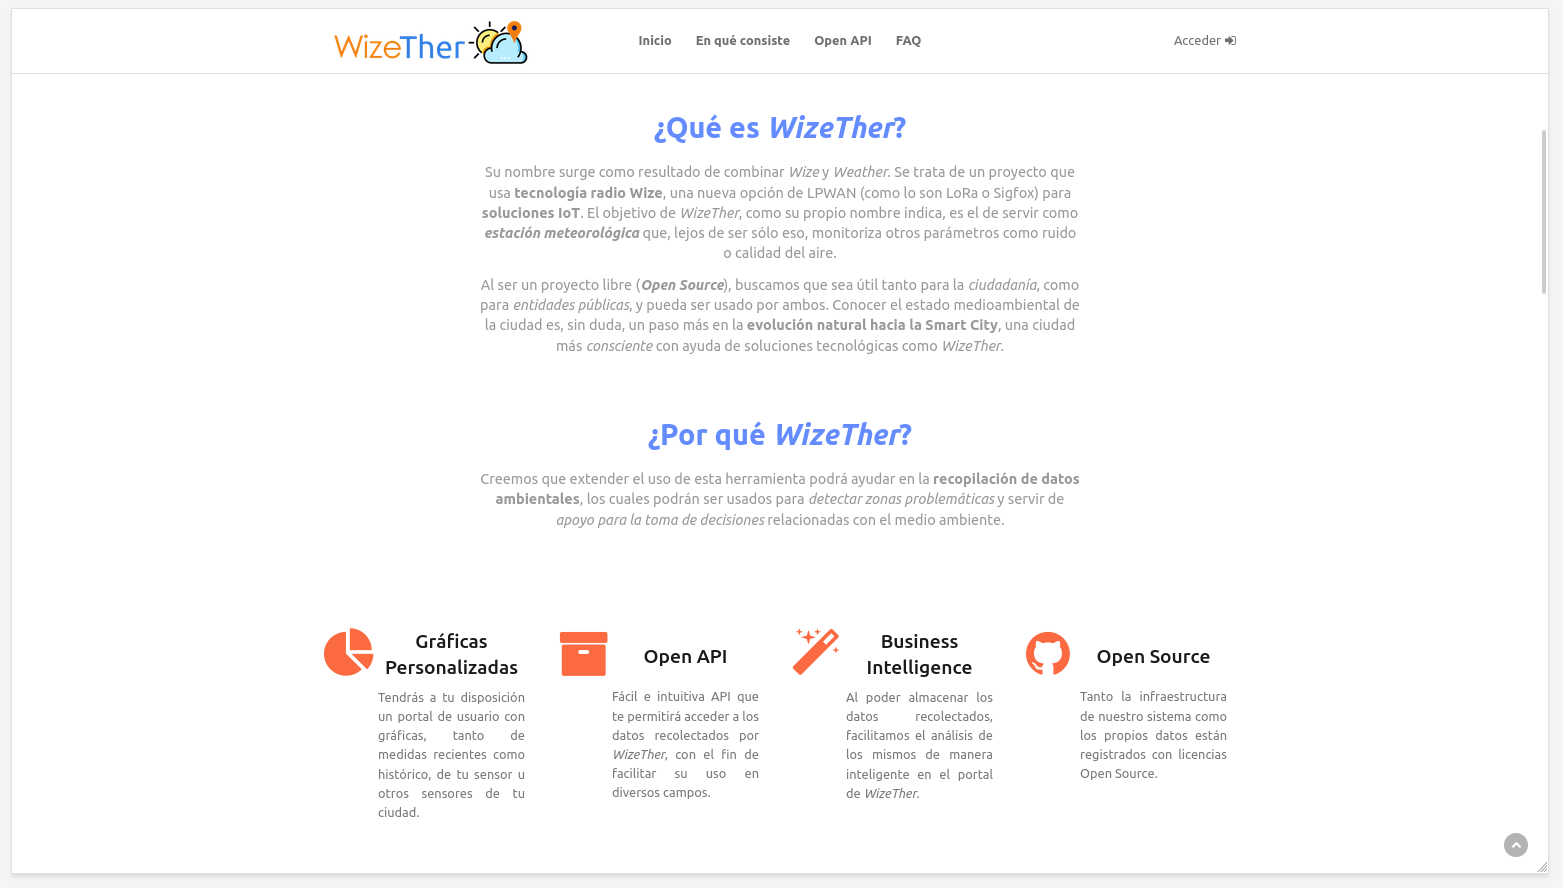 WizeTher
Inicio En qué consiste Open API FAQ
Acceder
¿Qué es WizeTher?
Su nombre surge como resultado de combinar Wize y Weather. Se trata de un proyecto que
usa tecnología radio Wize, una nueva opción de LPWAN (como lo son LoRa o Sigfox) para
soluciones IoT. El objetivo de WizeTher, como su propio nombre indica, es el de servir como
estación meteorológica que, lejos de ser sólo eso, monitoriza otros parámetros como ruido
o calidad del aire.
Al ser un proyecto libre (Open Source), buscamos que sea útil tanto para la ciudadanía, como
para entidades públicas, y pueda ser usado por ambos. Conocer el estado medioambiental de
la ciudad es, sin duda, un paso más en la evolución natural hacia la Smart City, una ciudad
más consciente con ayuda de soluciones tecnológicas como WizeTher.
¿Por qué WizeTher?
Creemos que extender el uso de esta herramienta podrá ayudar en la recopilación de datos
ambientales, los cuales podrán ser usados para detectar zonas problemáticas y servir de
apoyo para la toma de decisiones relacionadas con el medio ambiente.
Gráficas
Personalizadas
Tendrás a tu disposición
un portal de usuario con
gráficas, tanto de
medidas recientes como
histórico, de tu sensor u
otros sensores de tu
ciudad.
Open API
Fácil e intuitiva API que
te permitirá acceder a los
datos recolectados por
WizeTher, con el fin de
facilitar su uso en
diversos campos.
Business
Intelligence
Al poder almacenar los
datos recolectados,
facilitamos el análisis de
los mismos de manera
inteligente en el portal
de WizeTher.
Open Source
Tanto la infraestructura
de nuestro sistema como
los propios datos están
registrados con licencias
Open Source.